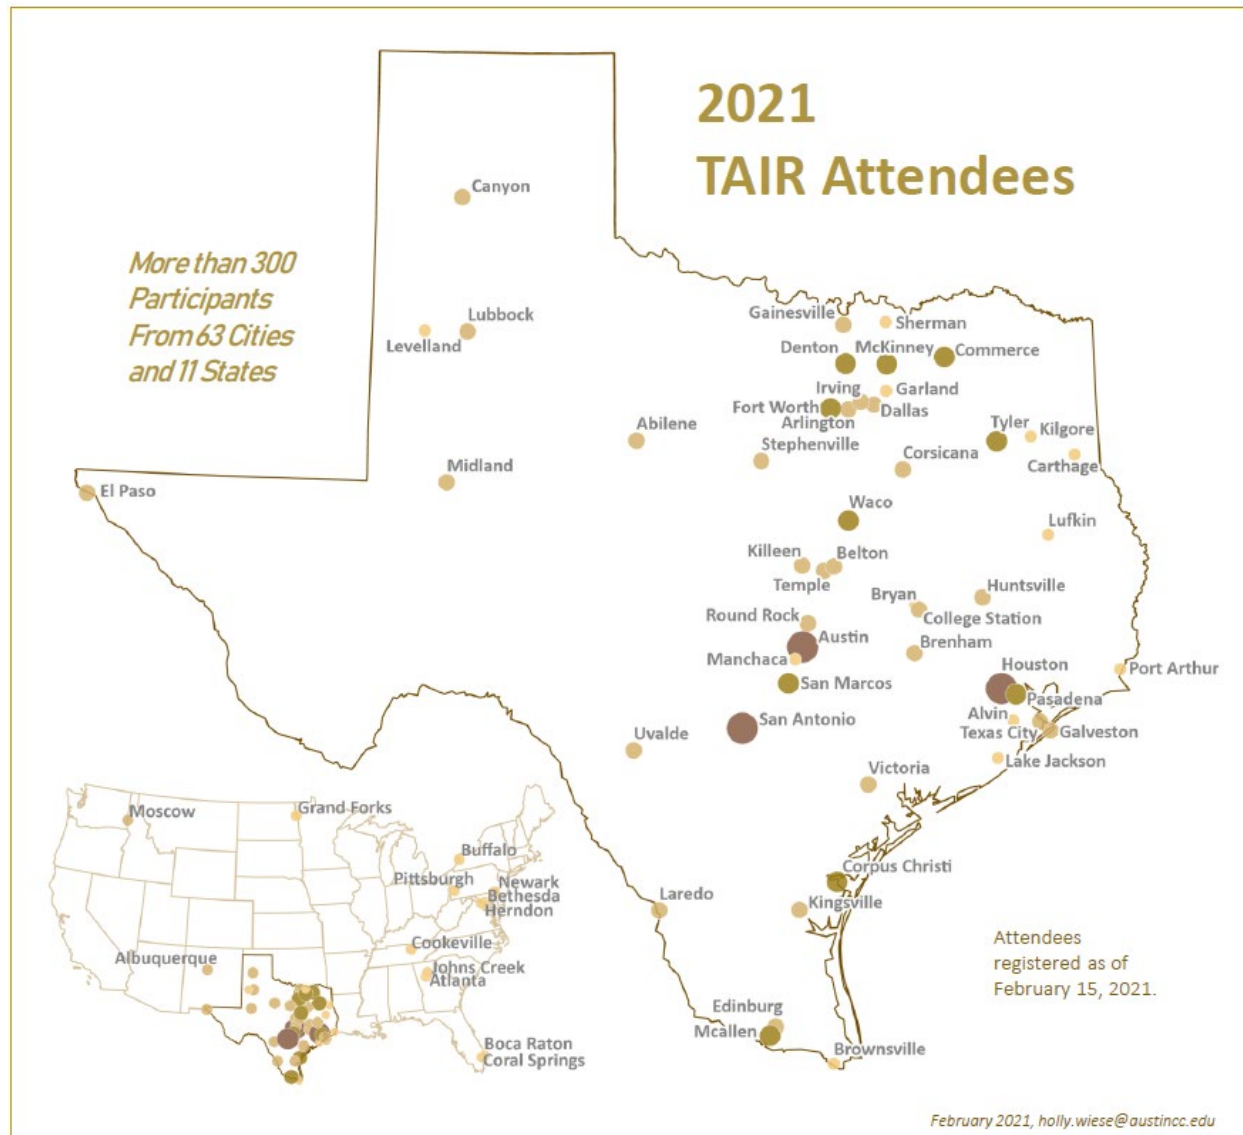 2021
TAIR Attendees
Canyon
More than 300
Participants
From 63 Cities
and 11 States
Lubbock
Levelland
Gainesville
Sherman
Denton
McKinney
Commerce
Irving
Garland
Fort Worth
Dallas
Arlington
Abilene
Tyler
Kilgore
Stephenville
Corsicana
Carthage
Midland
El Paso
Waco
Lufkin
Killeen
Belton
Temple
Huntsville
Bryan
College Station
Round Rock
Austin
Brenham
Manchaca
Houston
Port Arthur
San Marcos
Pasadena
San Antonio
Alvin
Texas City
Galveston
Uvalde
Lake Jackson
Victoria
Corpus Christi
Laredo
Kingsville
Edinburg
Mcallen
Brownsville
Moscow
Grand Forks
Buffalo
Pittsburgh
Newark
Bethesda
Herndon
Cookeville
Albuquerque
Johns Creek
Atlanta
Boca Raton
Coral Springs
Attendees
registered as of
February 15, 2021.
February 2021, holly.wiese@austincc.edu